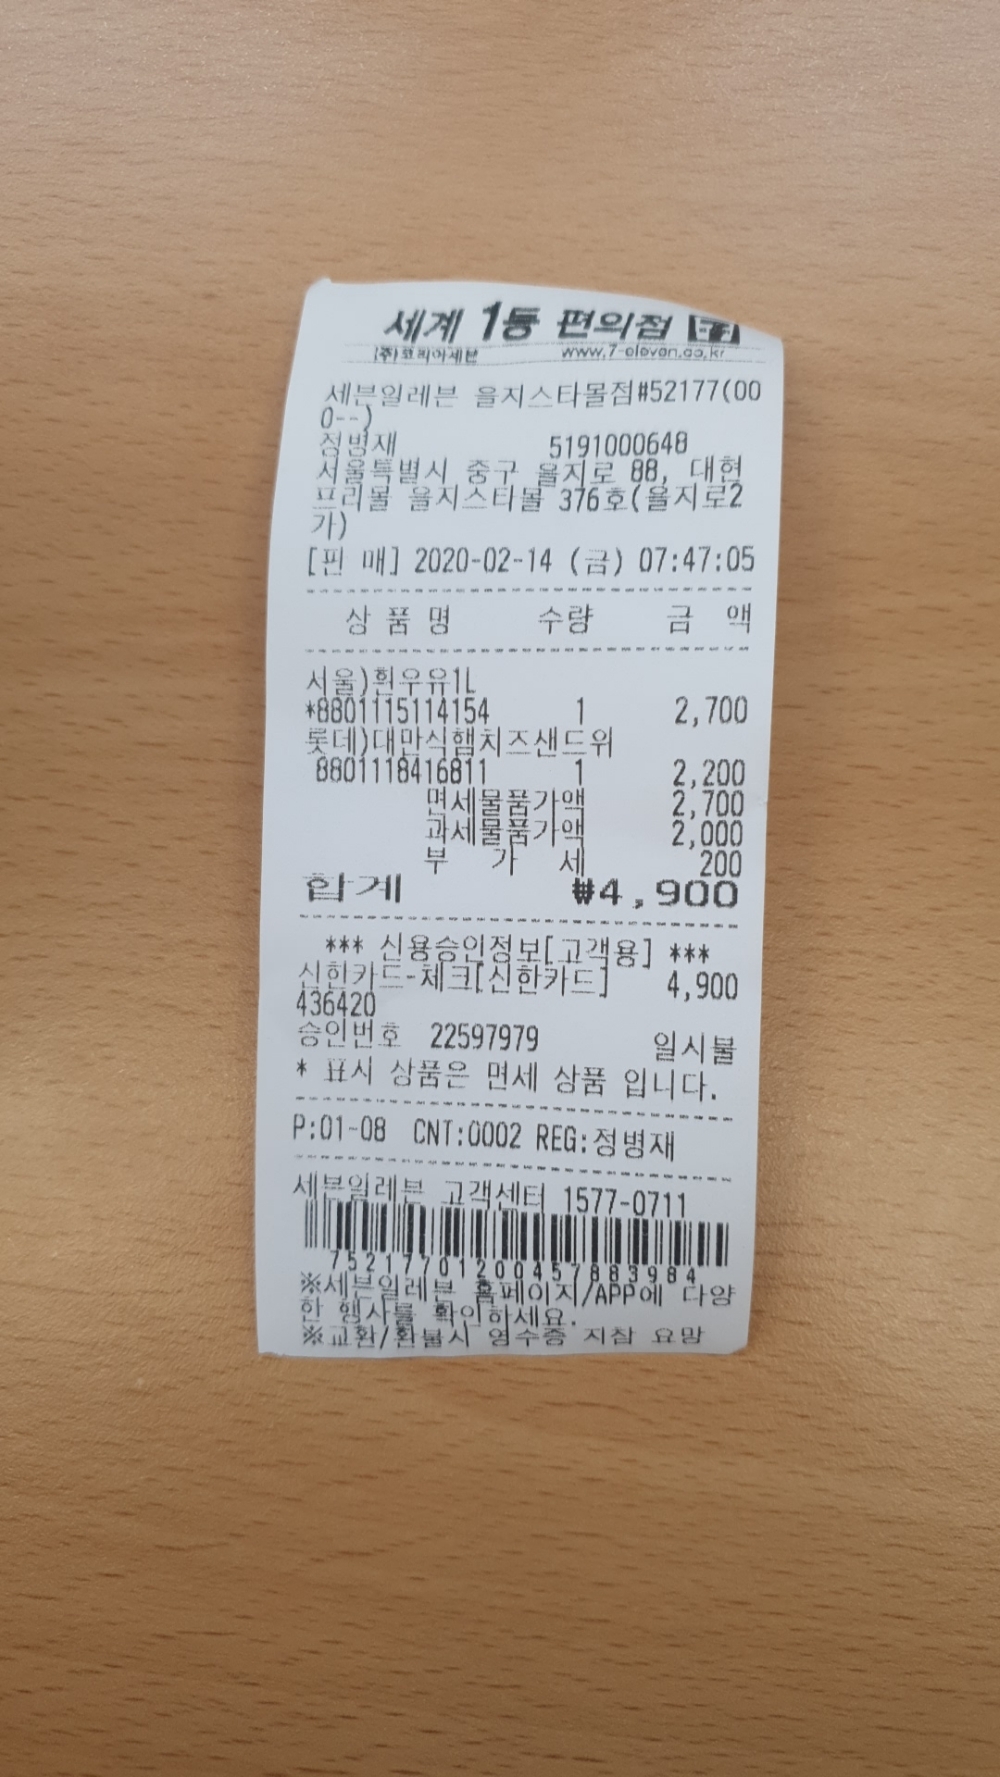 세계 1등 편의점
(주)코리아세븐 www.7-eleven.co.kr
세븐일레븐 을지스타몰점#52177(00
0--)
정병재 5191000648
서울특별시 중구 을지로 88, 대현
프리몰 을지스타몰 376호(을지로2
가)
[판 매] 2020-02-14 (금) 07:47:05
상 품 명 수량 금 액
서울)흰우유1L
*8801115114154 1 2,700
롯데)대만식햄치즈샌드위
8801118416811 1 2,200
면세물품가액 2,700
과세물품가액 2,000
부 가 세 200
합계 ₩4,900
*** 신용승인정보[고객용] ***
신한카드-체크[신한카드] 4,900
436420
승인번호 22597979 일시불
* 표시 상품은 면세 상품 입니다.
P:01-08 CNT:0002 REG:정병재
세븐일레븐 고객센터 1577-0711
7521770120045788 3984
※세븐일레븐 홈페이지/APP에 다양
한 행사를 확인하세요.
※교환/환불시 영수증 지참 요망